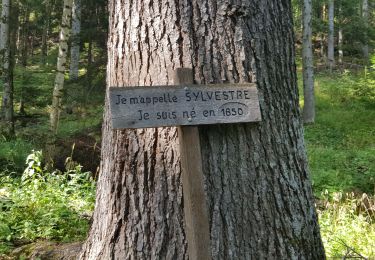 Je m'appelle SYLVESTRE
Je suis né en 1850